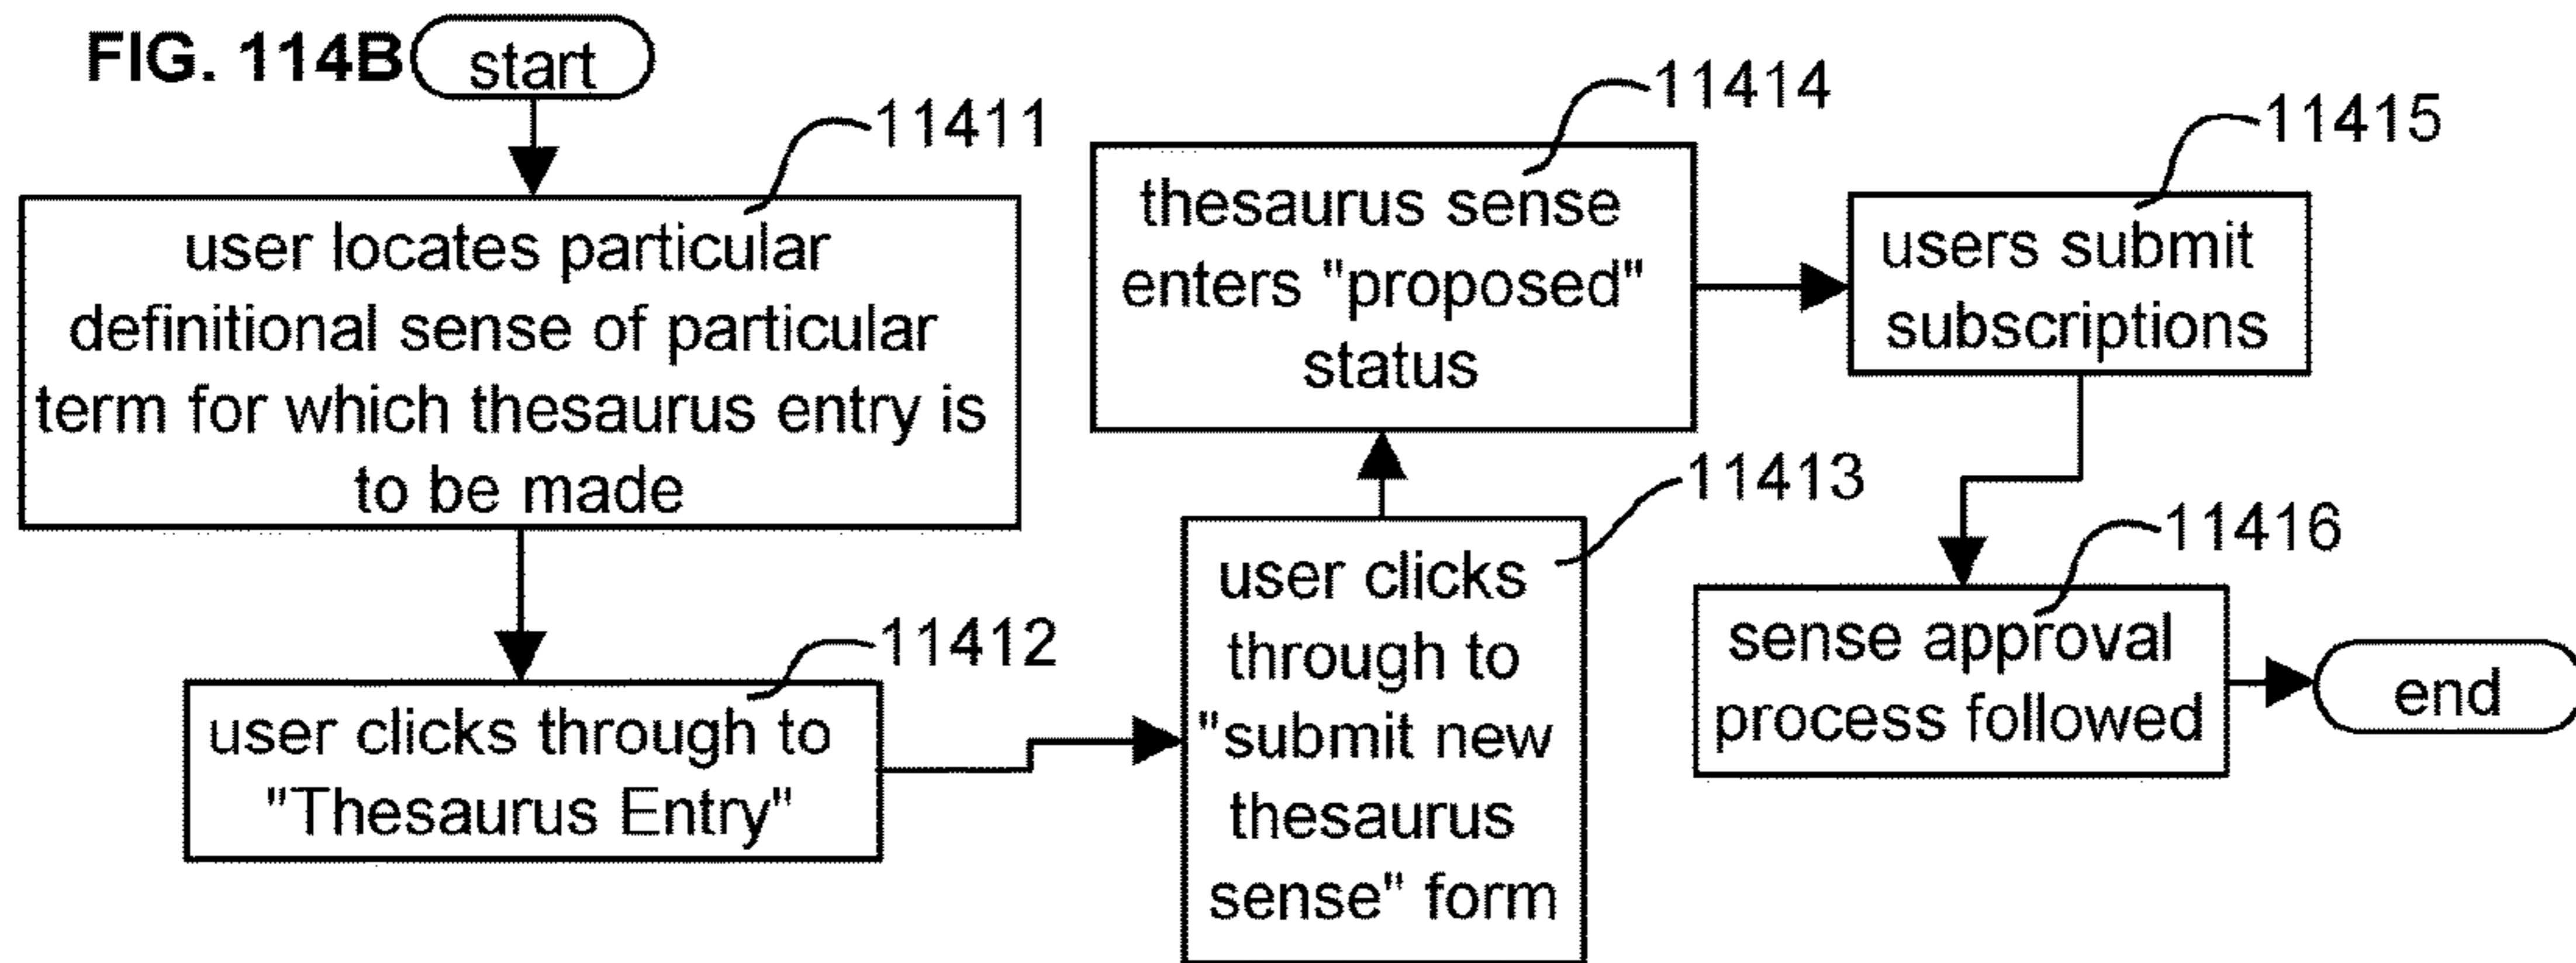 FIG. 114B
start
11411
user locates particular
definitional sense of particular
term for which thesaurus entry is
to be made
11412
user clicks through to
"Thesaurus Entry"
11413
user clicks
through to
"submit new
thesaurus
sense" form
11414
thesaurus sense
enters "proposed"
status
11415
users submit
subscriptions
11416
sense approval
process followed
end